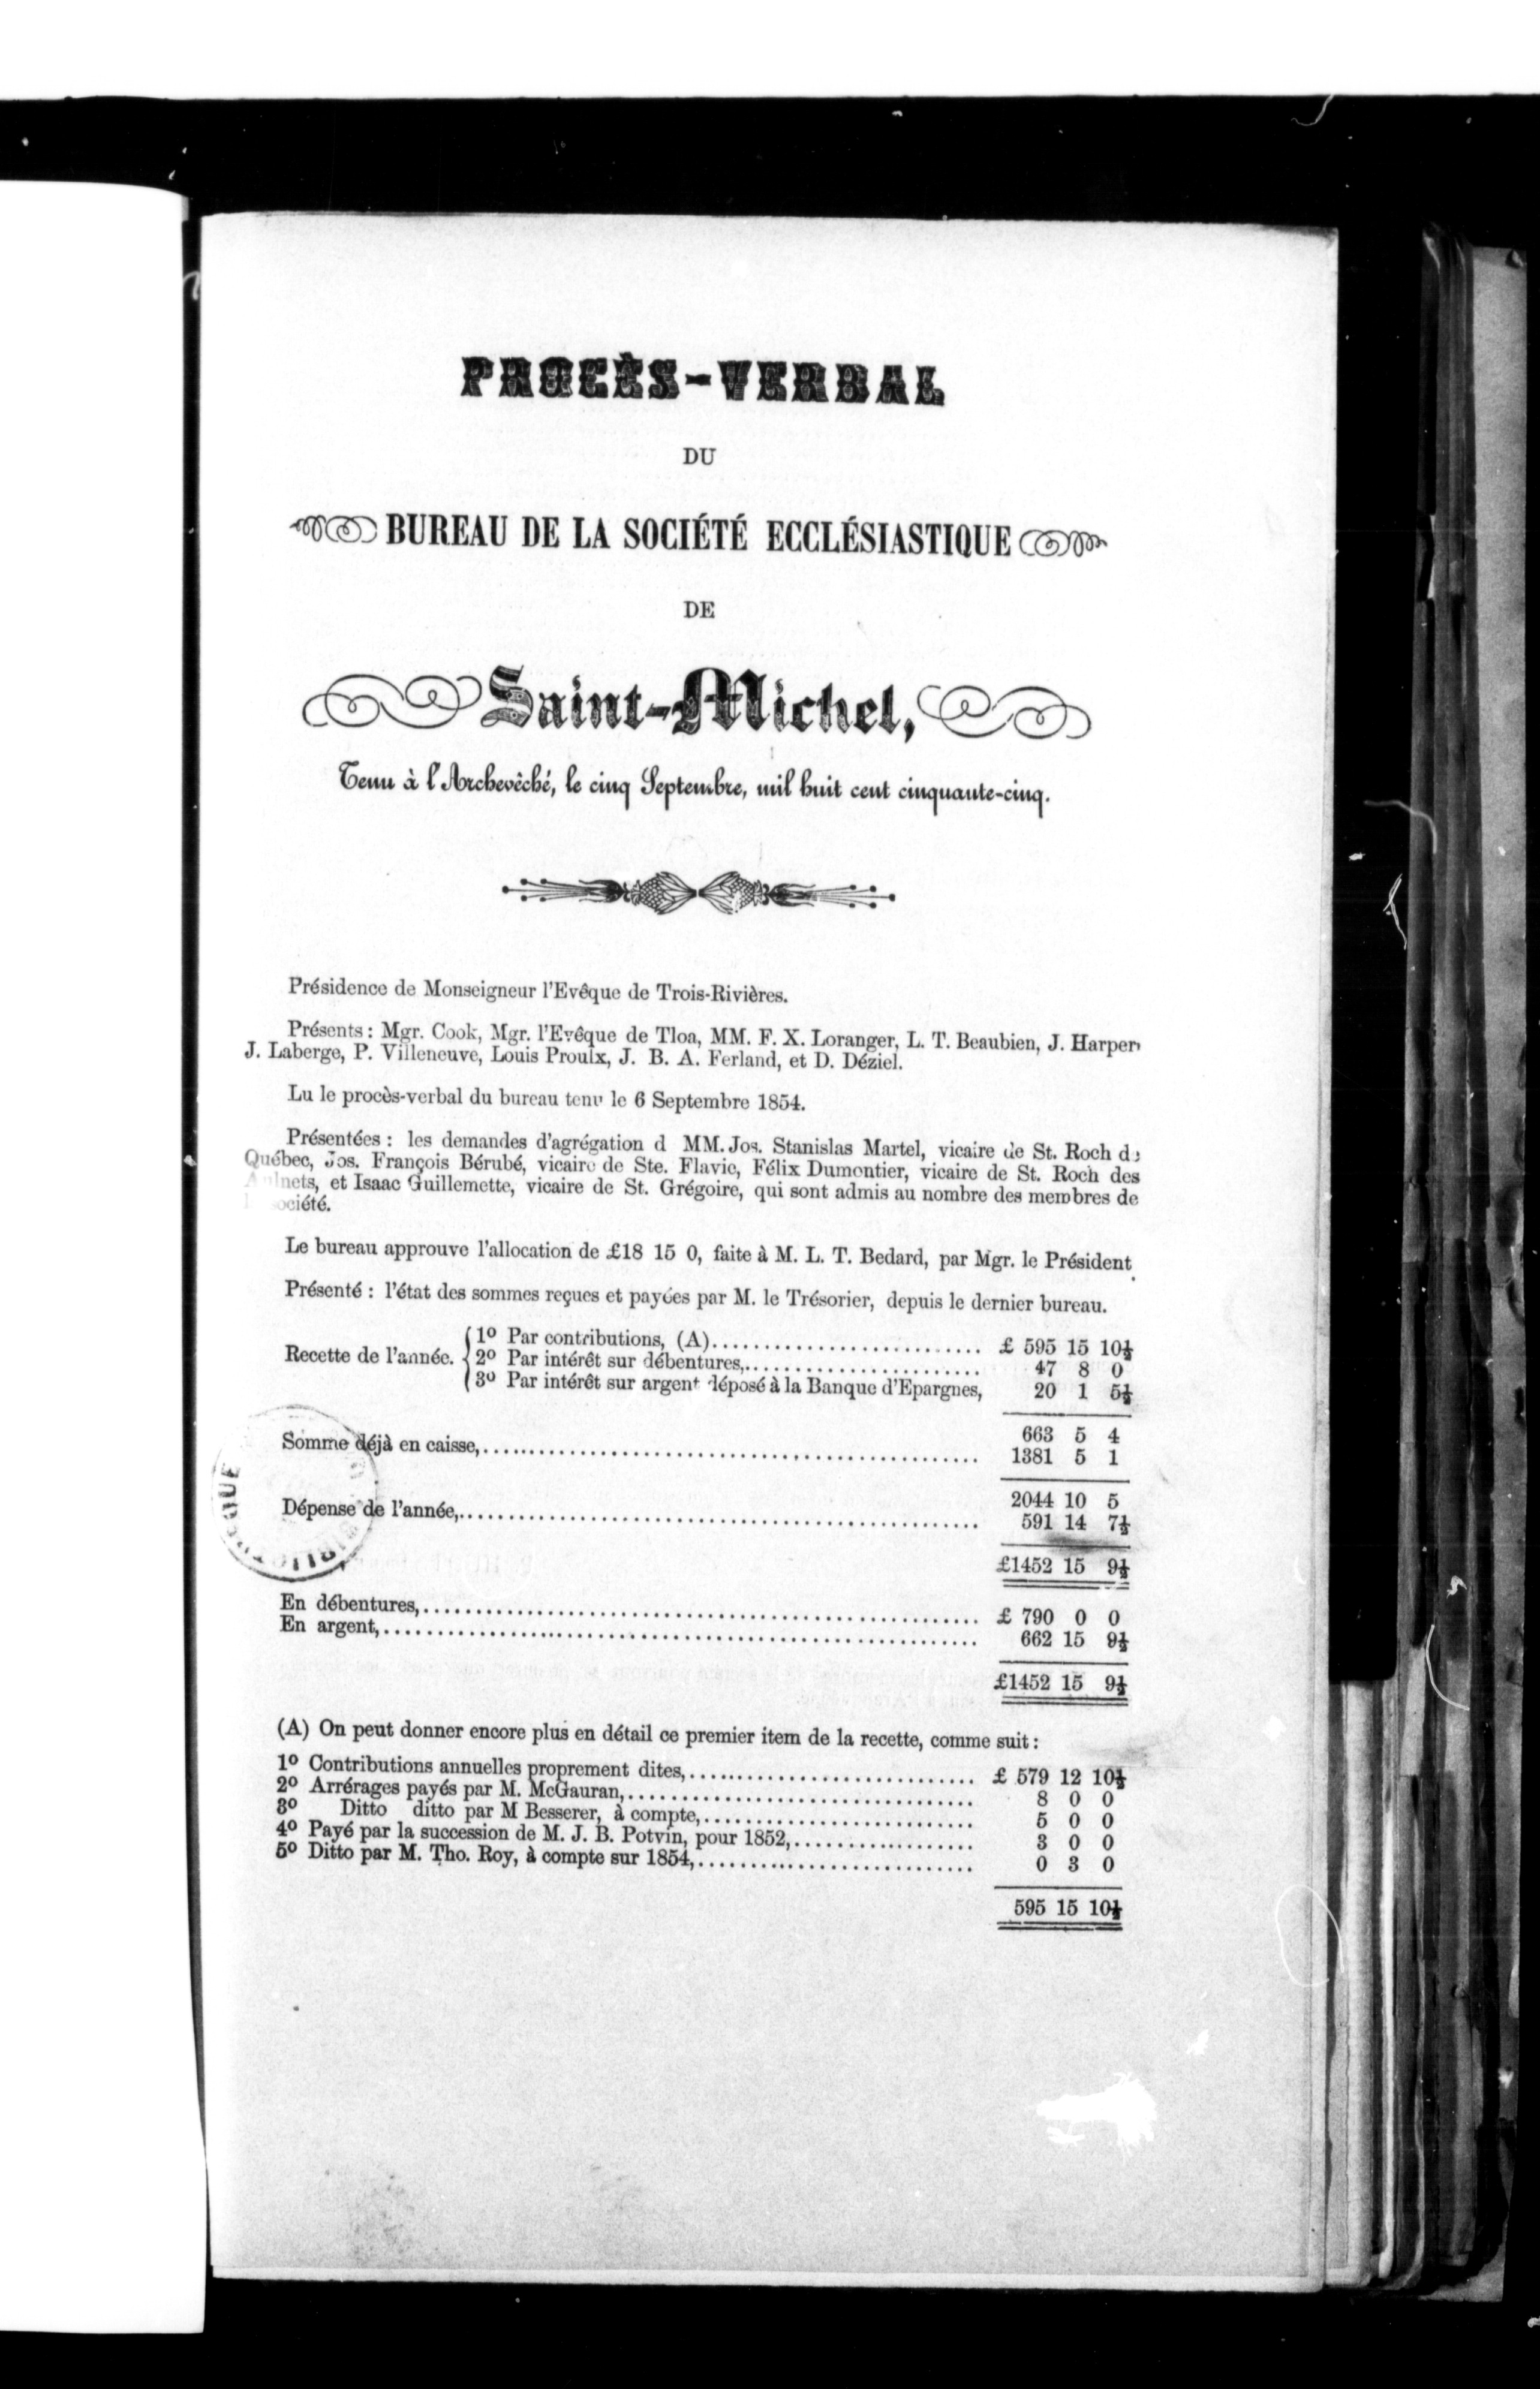 PROCÈS-VERBAL
DU
BUREAU DE LA SOCIÉTÉ ECCLÉSIASTIQUE
DE
Saint-Michel,
Tenu à l'Archevêché, le cinq Septembre, mil huit cent cinquante-cinq.
Présidence de Monseigneur l'Evêque de Trois-Rivières.
Présents : Mgr. Cook, Mgr. l'Evêque de Tloa, MM. F. X. Loranger, L. T. Beaubien, J. Harper,
J. Laberge, P. Villeneuve, Louis Proulx, J. B. A. Ferland, et D. Déziel.
Lu le procès-verbal du bureau tenu le 6 Septembre 1854.
Présentées : les demandes d'agrégation d MM. Jos. Stanislas Martel, vicaire de St. Roch de
Québec, Jos. François Bérubé, vicaire de Ste. Flavie, Félix Dumontier, vicaire de St. Roch des
Aulnets, et Isaac Guillemette, vicaire de St. Grégoire, qui sont admis au nombre des membres de
ociété.
Le bureau approuve l'allocation de £18 15 0, faite à M. L. T. Bedard, par Mgr. le Président.
Présenté : l'état des sommes reçues et payées par M. le Trésorier, depuis le dernier bureau.
Recette de l'année. { 1º Par contributions, (A)........................... £ 595 15 10½
2º Par intérêt sur débentures,........................ 47 8 0
3º Par intérêt sur argent déposé à la Banque d'Epargnes, 20 1 5½
663 5 4
Somme déjà en caisse,.................................................. 1381 5 1
2044 10 5
Dépense de l'année,.................................................... 591 14 7½
£1452 15 9½
En débentures,......................................................... £ 790 0 0
En argent,............................................................. 662 15 9½
£1452 15 9½
(A) On peut donner encore plus en détail ce premier item de la recette, comme suit :
1º Contributions annuelles proprement dites,............................. £ 579 12 10½
2º Arrérages payés par M. McGauran,.................................... 8 0 0
3º Ditto ditto par M Besserer, à compte,............................ 5 0 0
4º Payé par la succession de M. J. B. Potvin, pour 1852,................... 3 0 0
5º Ditto par M. Tho. Roy, à compte sur 1854,............................ 0 3 0
595 15 10½